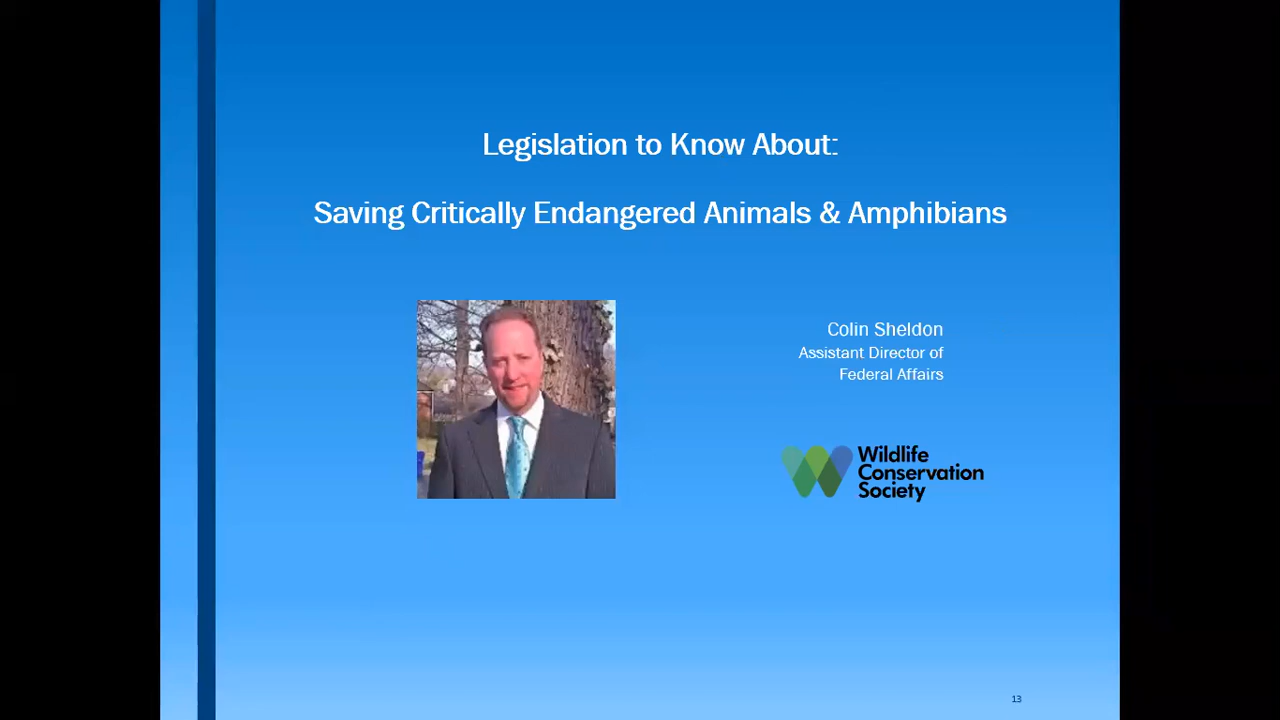 Legislation to Know About:
Saving Critically Endangered Animals & Amphibians
Colin Sheldon
Assistant Director of
Federal Affairs
Wildlife
Conservation
Society
13